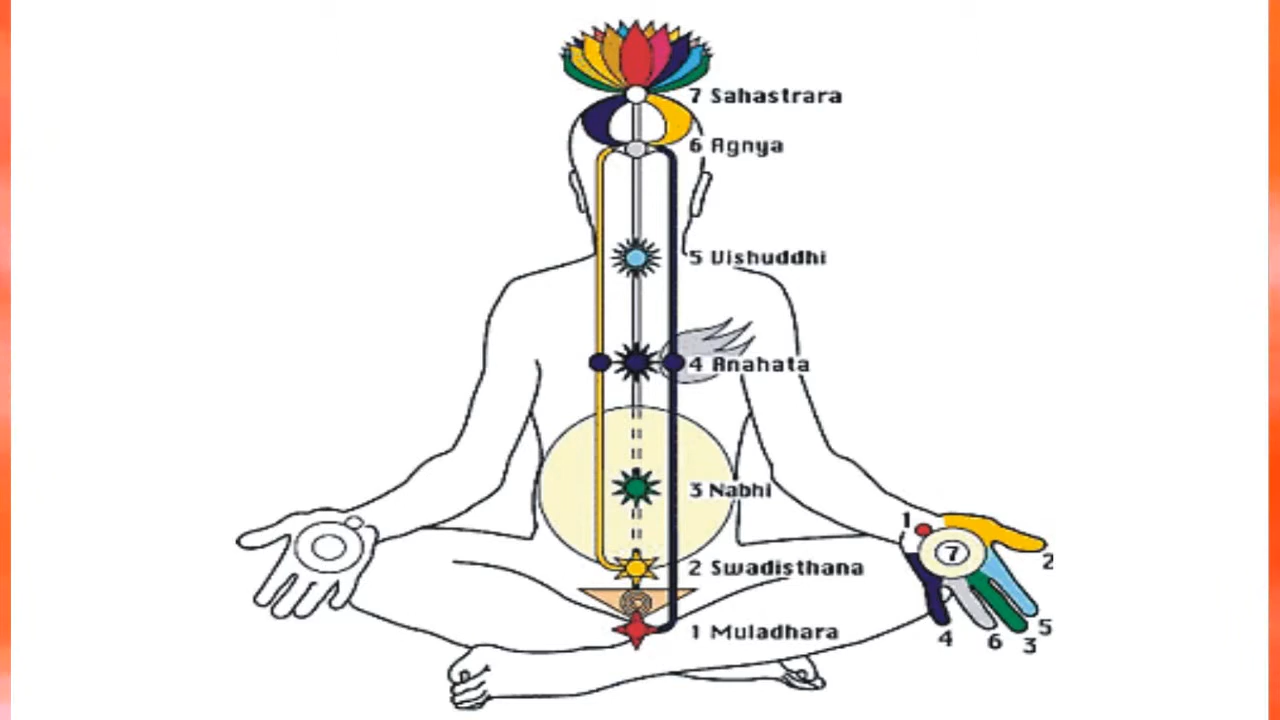 7 Sahastrara
6 Agnya
5 Vishuddhi
4 Anahata
3 Nabhi
2 Swadisthana
1 Muladhara
1
7
2
4
6
3
5